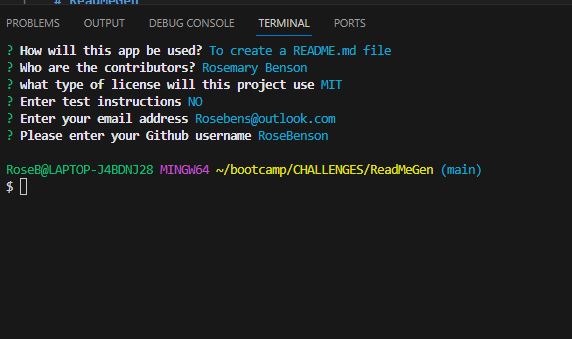 # ReadMeGen
PROBLEMS OUTPUT DEBUG CONSOLE TERMINAL PORTS
? How will this app be used? To create a README.md file
? Who are the contributors? Rosemary Benson
? what type of license will this project use MIT
? Enter test instructions NO
? Enter your email address Rosebens@outlook.com
? Please enter your Github username RoseBenson
RoseB@LAPTOP-J4BDNJ28 MINGW64 ~/bootcamp/CHALLENGES/ReadMeGen (main)
$